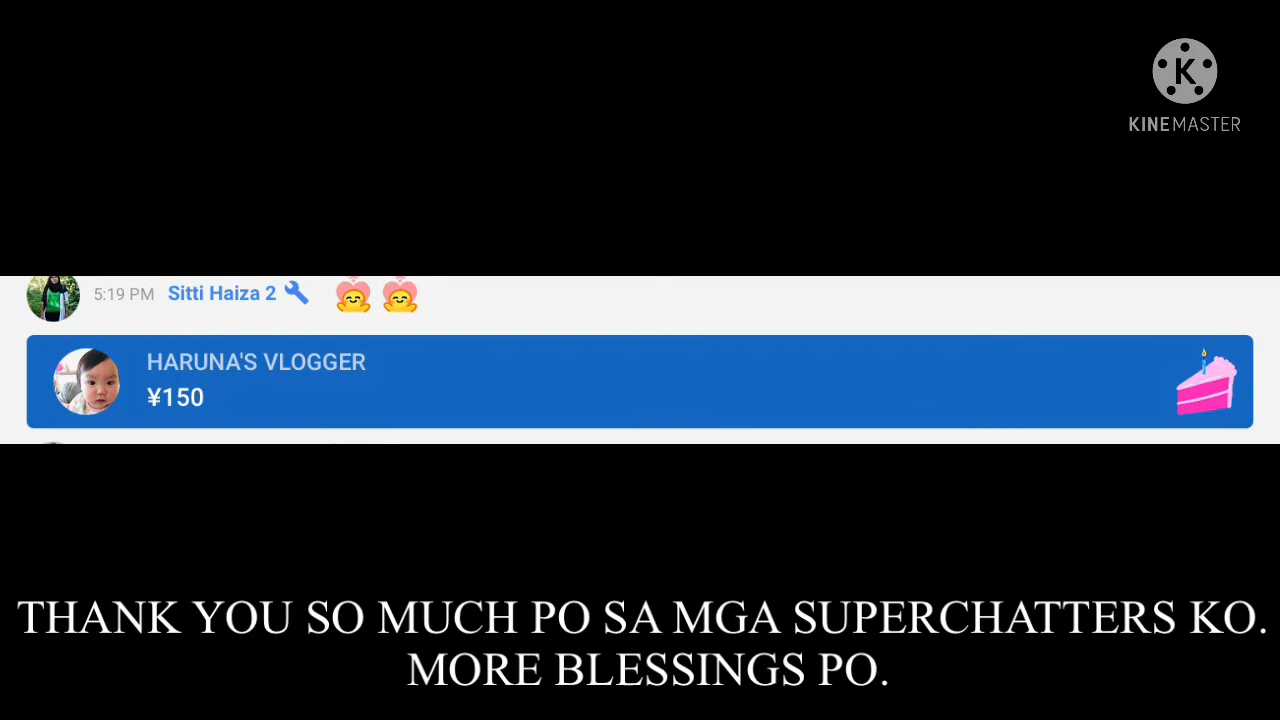 K
KINEMASTER
5:19 PM Sitti Haiza 2
HARUNA'S VLOGGER
¥150
THANK YOU SO MUCH PO SA MGA SUPERCHATTERS KO.
MORE BLESSINGS PO.